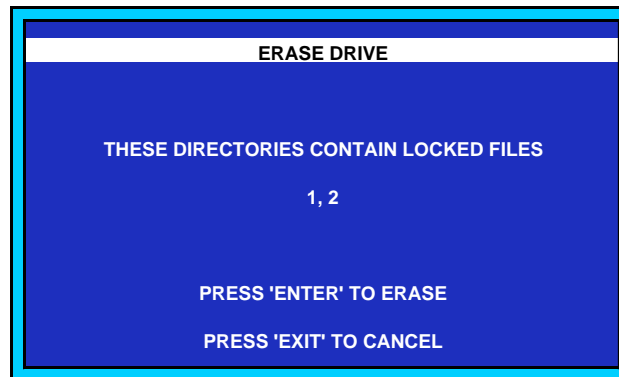 ERASE DRIVE
THESE DIRECTORIES CONTAIN LOCKED FILES
1, 2
PRESS 'ENTER' TO ERASE
PRESS 'EXIT' TO CANCEL